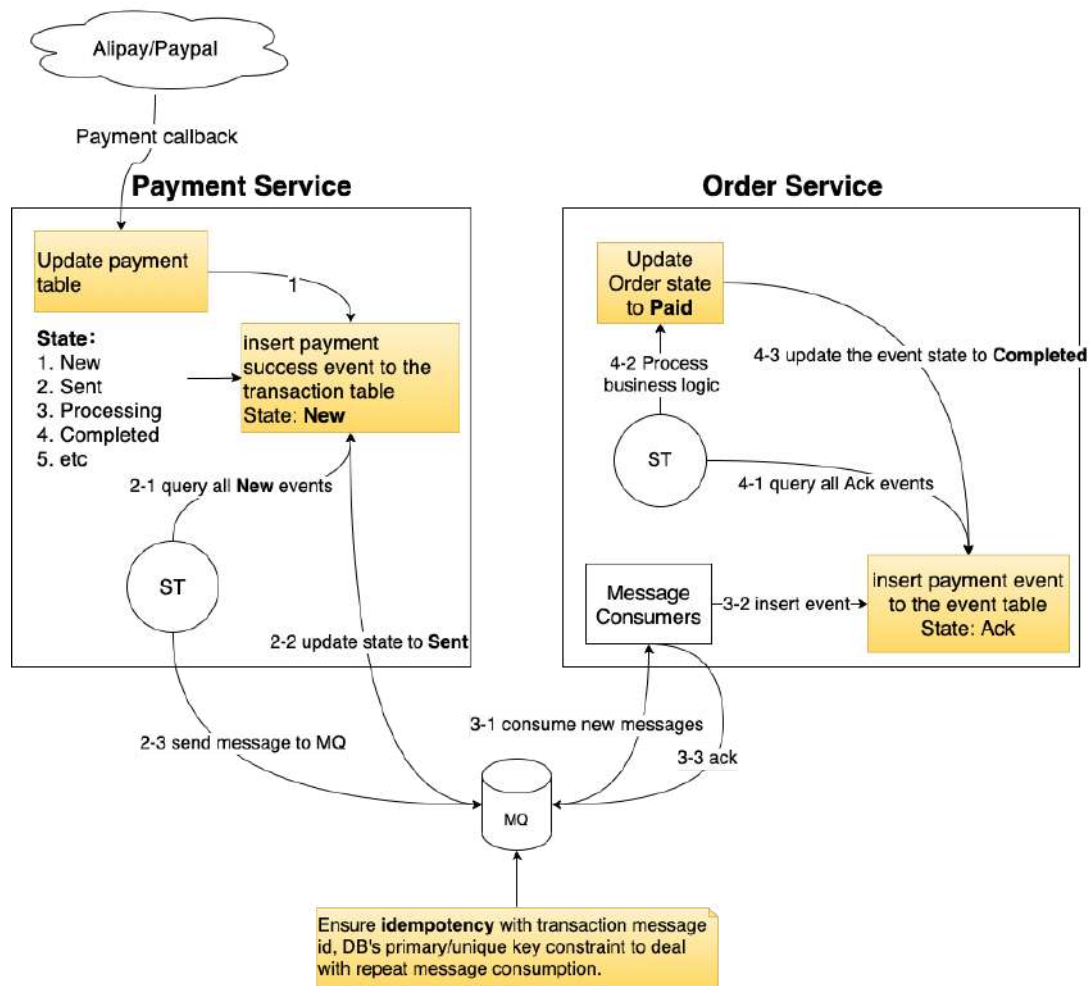 Alipay/Paypal
Payment callback
Payment Service
Update payment
table
1
State:
1. New
2. Sent
3. Processing
4. Completed
5. etc
insert payment
success event to the
transaction table
State: New
2-1 query all New events
ST
2-2 update state to Sent
2-3 send message to MQ
Order Service
Update
Order state
to Paid
4-2 Process
business logic
4-3 update the event state to Completed
ST
4-1 query all Ack events
Message
Consumers
3-2 insert event
insert payment event
to the event table
State: Ack
3-1 consume new messages
3-3 ack
MQ
Ensure idempotency with transaction message
id, DB's primary/unique key constraint to deal
with repeat message consumption.